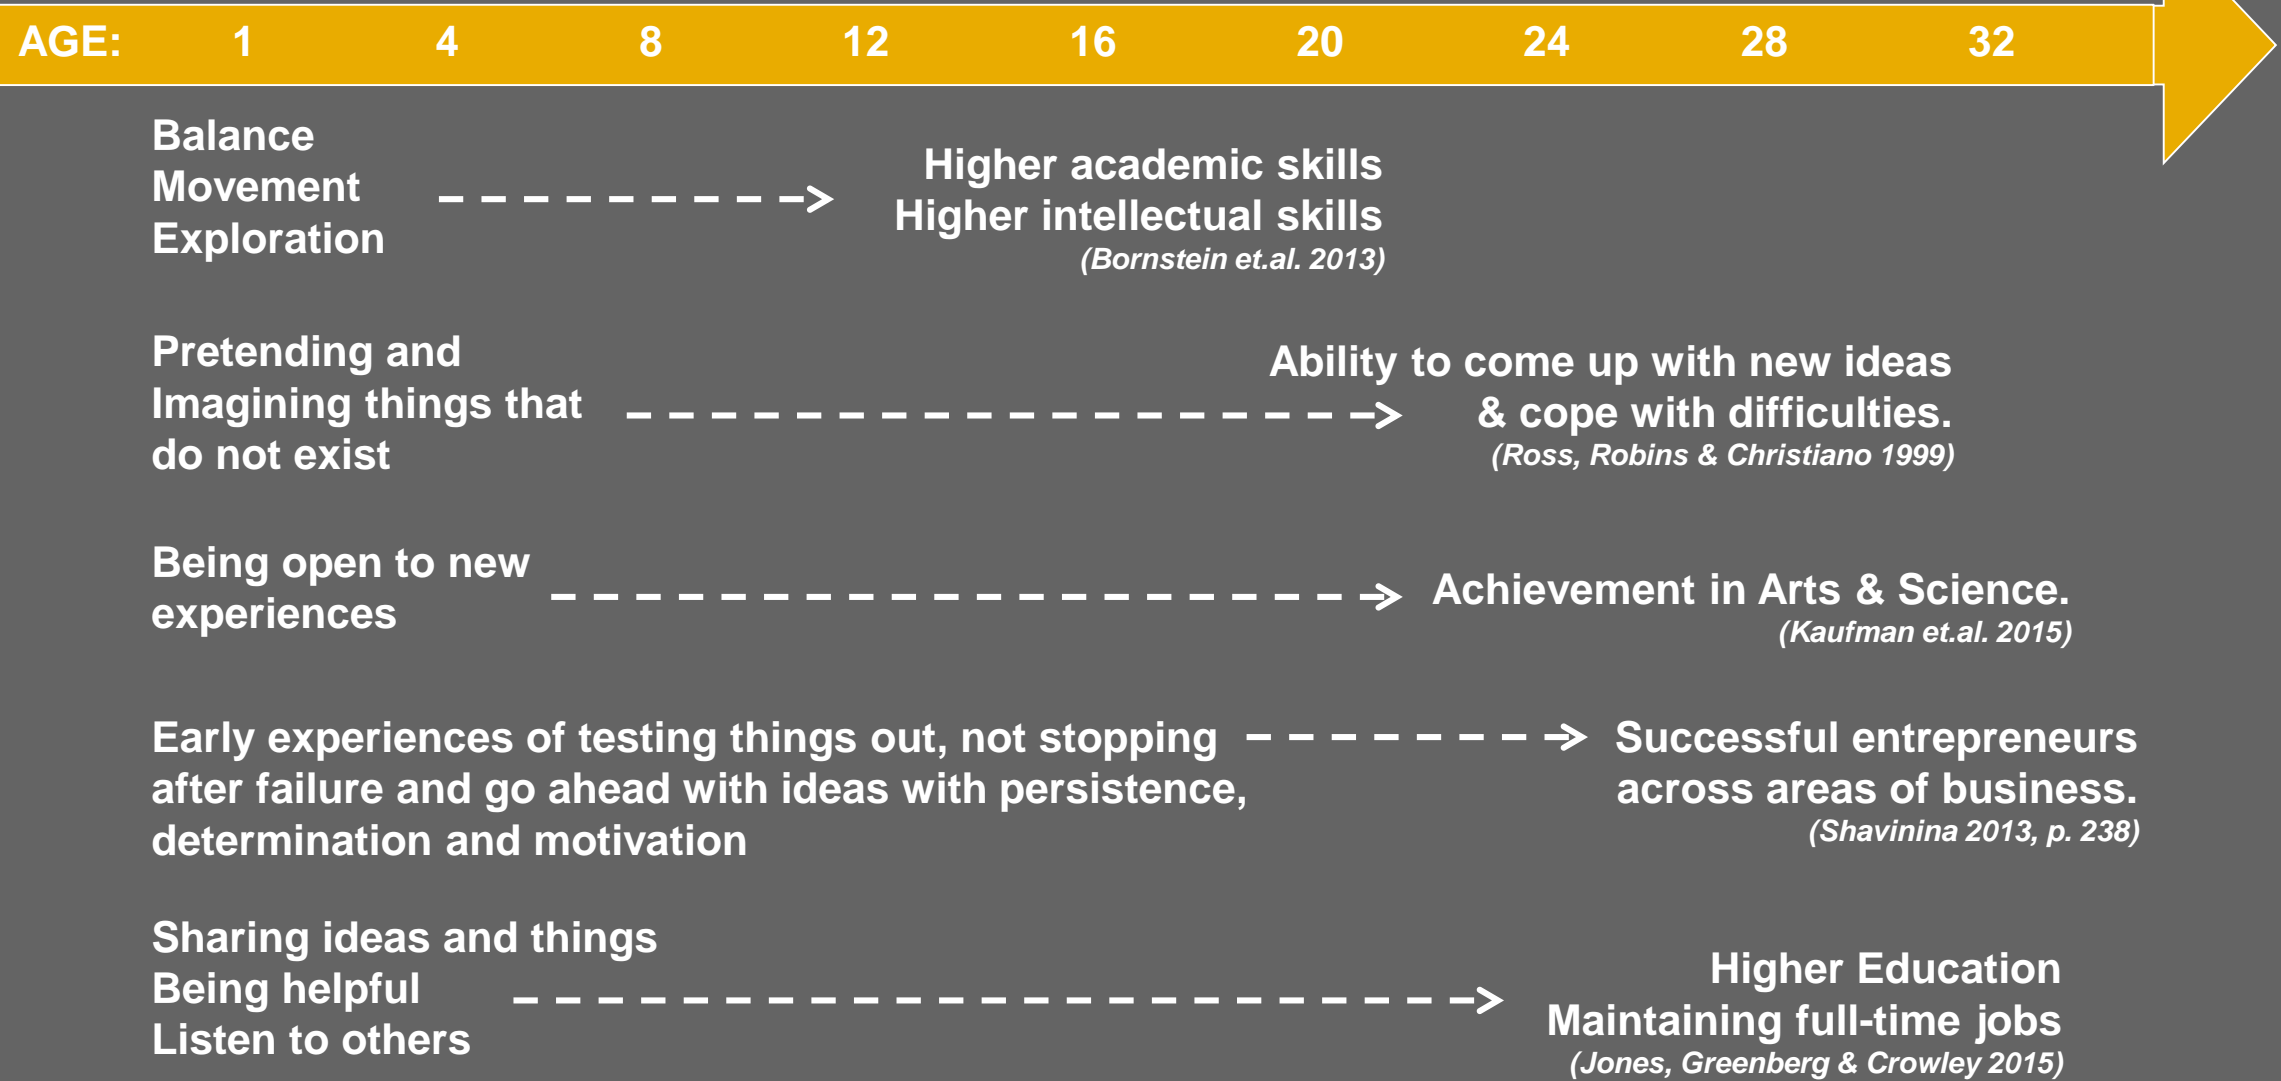 AGE: 1 4 8 12 16 20 24 28 32
Balance
Movement
Exploration
Higher academic skills
Higher intellectual skills
(Bornstein et.al. 2013)
Pretending and
Imagining things that
do not exist
Ability to come up with new ideas
& cope with difficulties.
(Ross, Robins & Christiano 1999)
Being open to new
experiences
Achievement in Arts & Science.
(Kaufman et.al. 2015)
Early experiences of testing things out, not stopping
after failure and go ahead with ideas with persistence,
determination and motivation
Successful entrepreneurs
across areas of business.
(Shavinina 2013, p. 238)
Sharing ideas and things
Being helpful
Listen to others
Higher Education
Maintaining full-time jobs
(Jones, Greenberg & Crowley 2015)